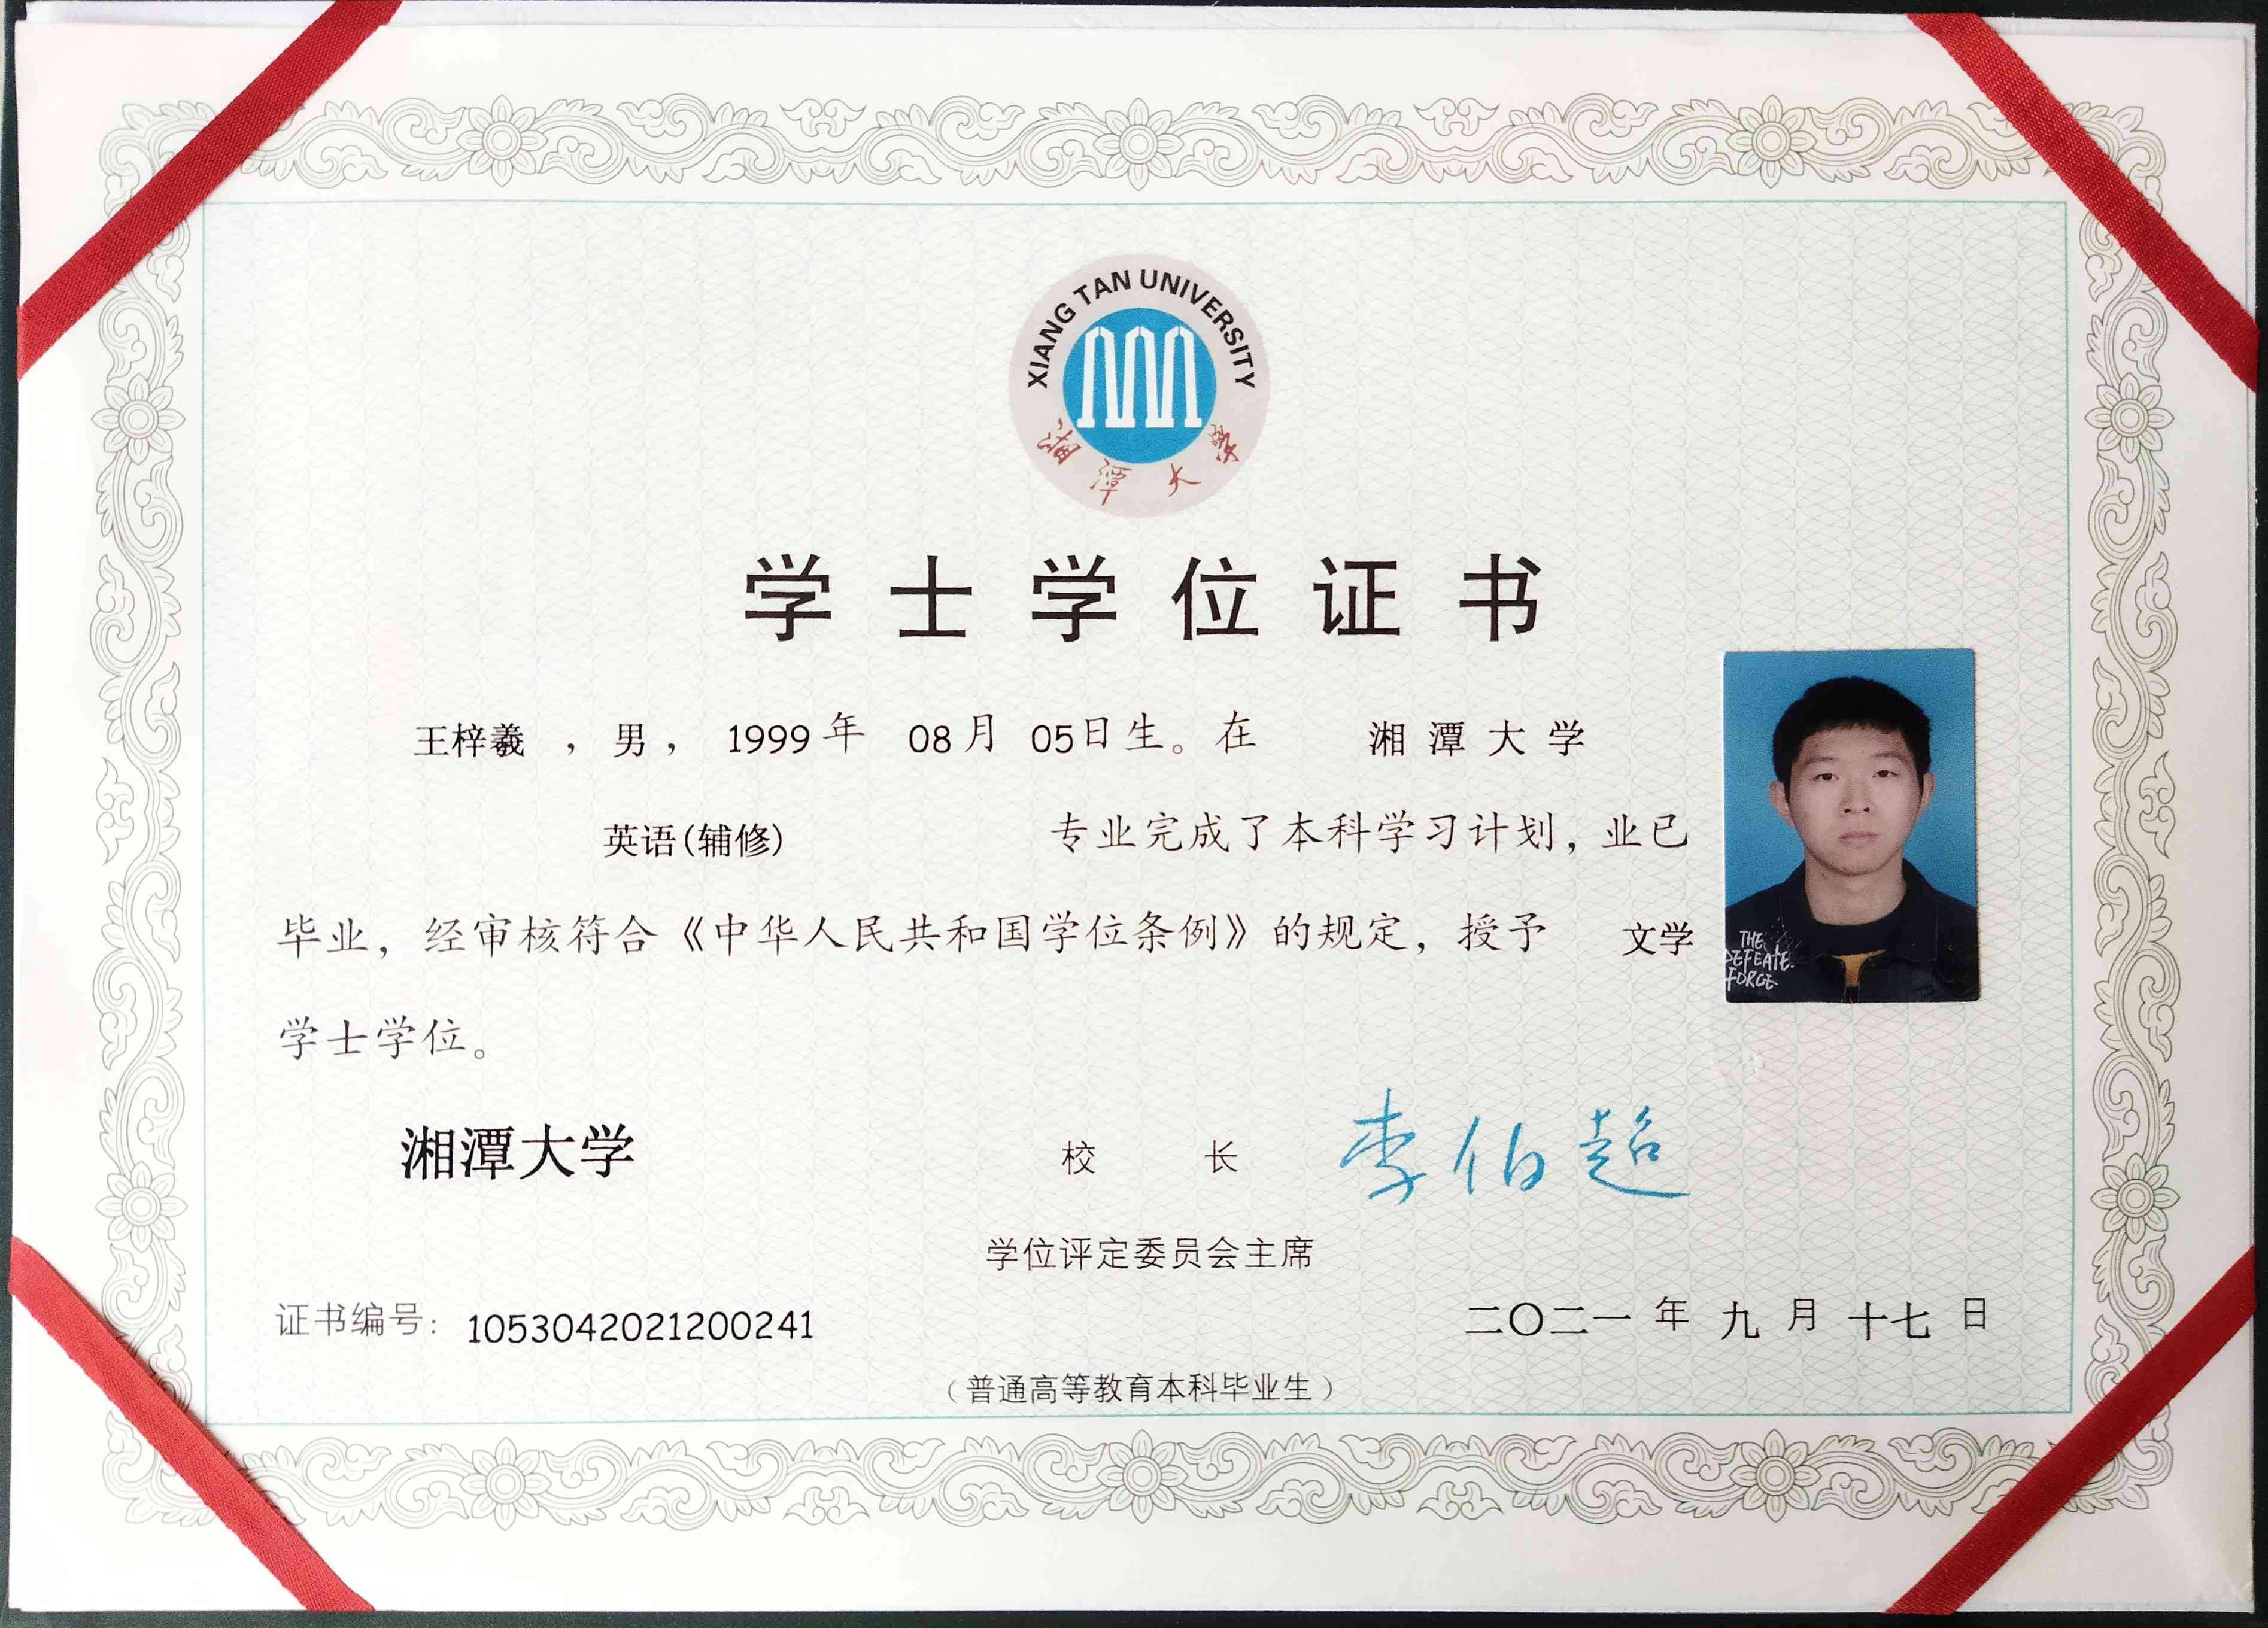 XIANG TAN UNIVERSITY
湘潭大学
学士学位证书
王梓羲，男，1999年 08月 05日生。在 湘潭大学
英语(辅修) 专业完成了本科学习计划，业已
毕业，经审核符合《中华人民共和国学位条例》的规定，授予 文学
学士学位。
THE
DEFEATE
FORCE
湘潭大学 校 长 李伯超
学位评定委员会主席
证书编号：1053042021200241 二〇二一 年 九 月 十七 日
（普通高等教育本科毕业生）